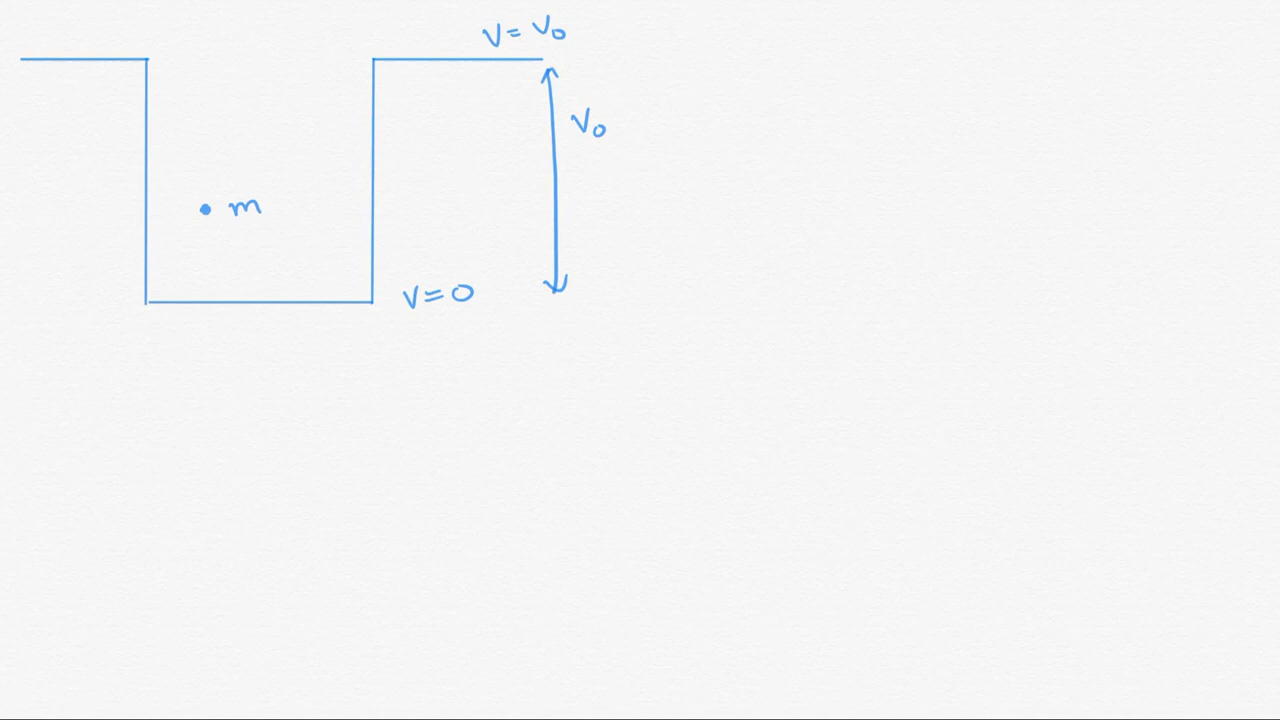 V = V₀
V₀
• m
V = 0